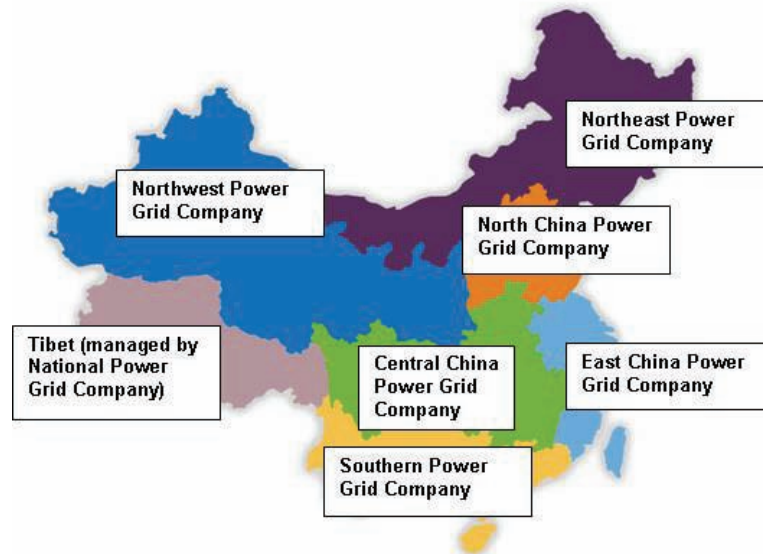 Northeast Power
Grid Company
Northwest Power
Grid Company
North China Power
Grid Company
Tibet (managed by
National Power
Grid Company)
Central China
Power Grid
Company
East China Power
Grid Company
Southern Power
Grid Company